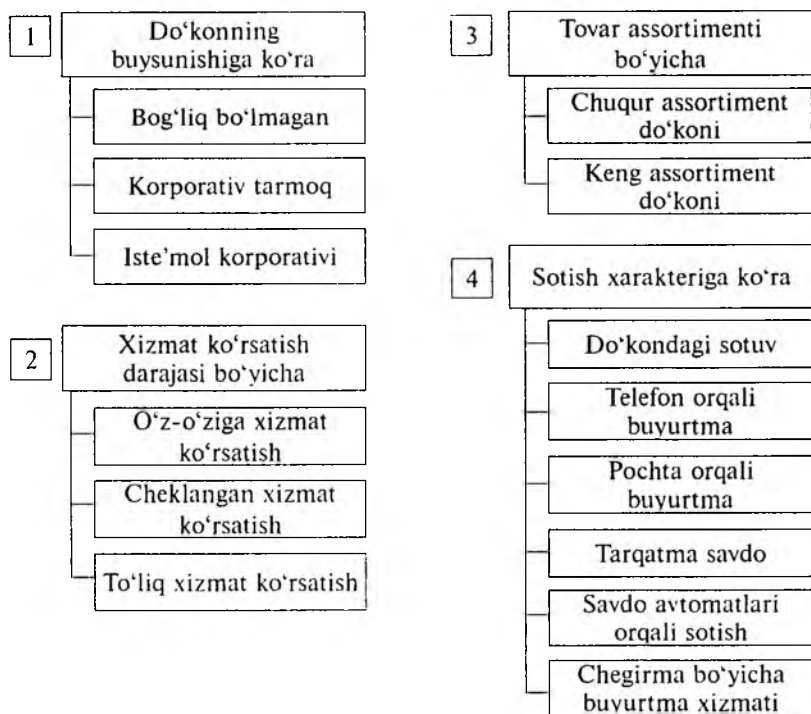 1
Do‘konning
buysunishiga ko‘ra
Bog‘liq bo‘lmagan
Korporativ tarmoq
Iste’mol korporativi
2
Xizmat ko‘rsatish
darajasi bo‘yicha
O‘z-o‘ziga xizmat
ko‘rsatish
Cheklangan xizmat
ko‘rsatish
To‘liq xizmat ko‘rsatish
3
Tovar assortimenti
bo‘yicha
Chuqur assortiment
do‘koni
Keng assortiment
do‘koni
4
Sotish xarakteriga ko‘ra
Do‘kondagi sotuv
Telefon orqali
buyurtma
Pochta orqali
buyurtma
Tarqatma savdo
Savdo avtomatlari
orqali sotish
Chegirma bo‘yicha
buyurtma xizmati